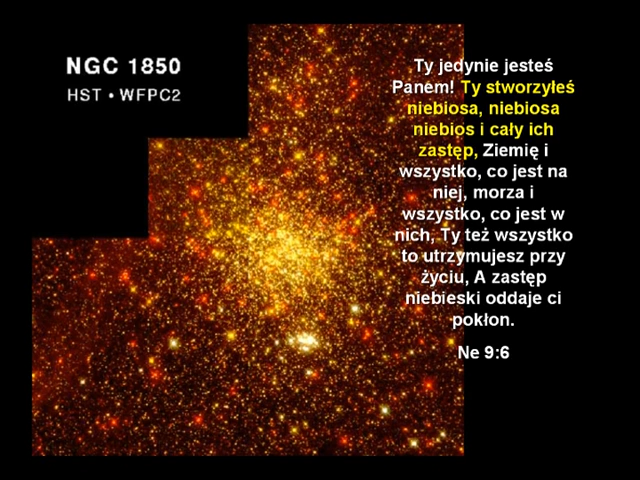 NGC 1850
HST • WFPC2
Ty jedynie jesteś
Panem! Ty stworzyłeś
niebiosa, niebiosa
niebios i cały ich
zastęp, Ziemię i
wszystko, co jest na
niej, morza i
wszystko, co jest w
nich, Ty też wszystko
to utrzymujesz przy
życiu, A zastęp
niebieski oddaje ci
pokłon.
Ne 9:6